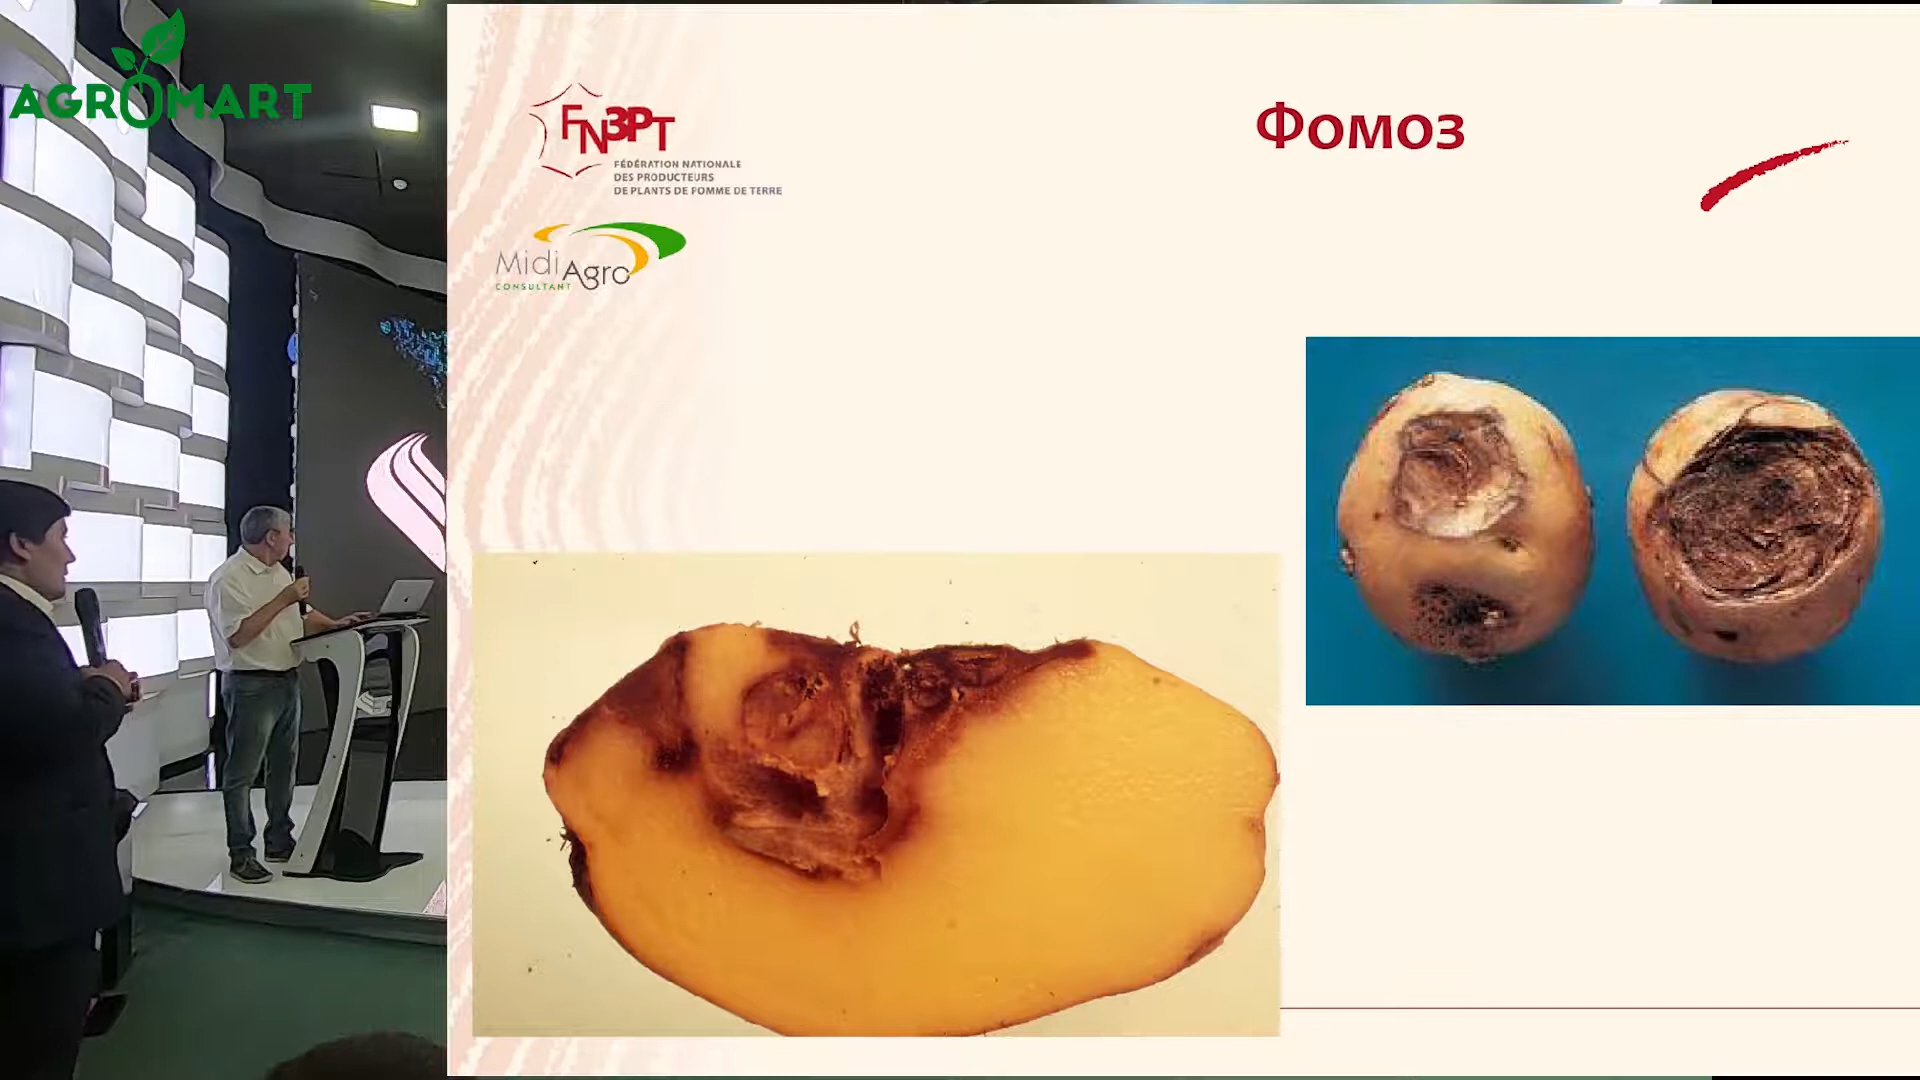 AGROMART
FN3PT
FÉDÉRATION NATIONALE
DES PRODUCTEURS
DE PLANTS DE POMME DE TERRE
Фомоз
MidiAgro
CONSULTANT